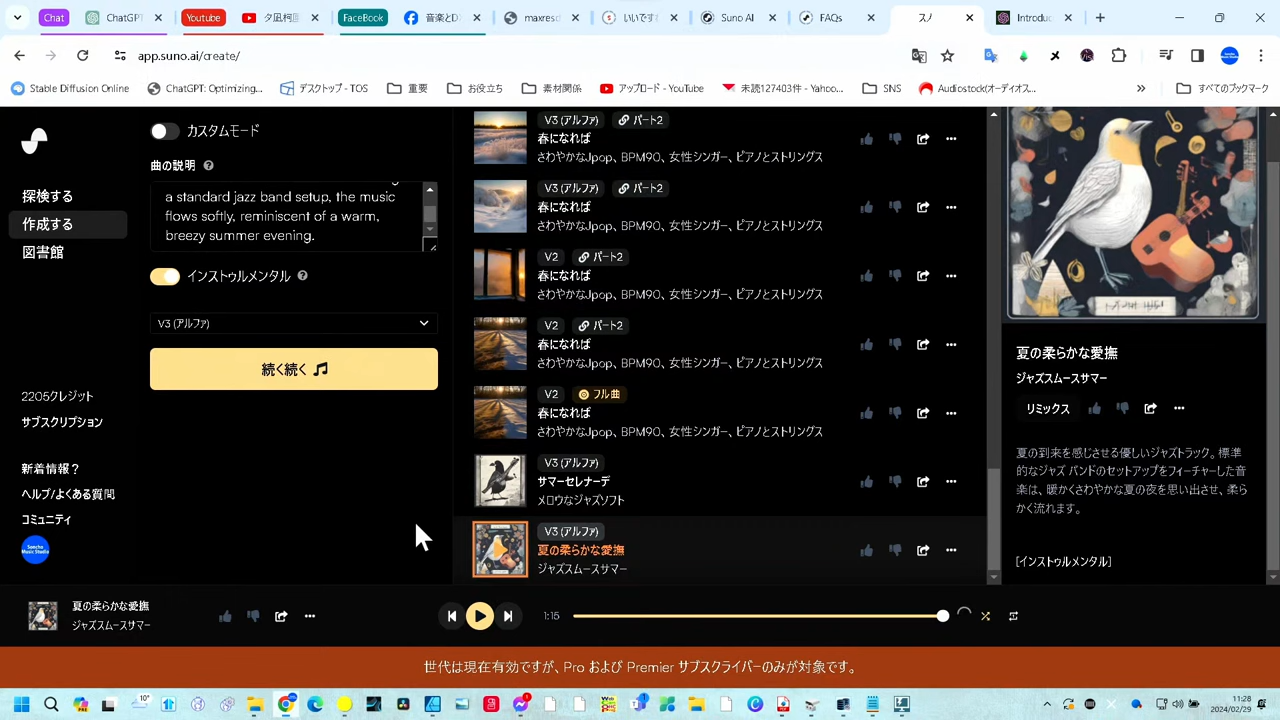 Chat
ChatGPT
Youtube
夕凪柯
FaceBook
音楽とD
maxres
いいです
Suno AI
FAQs
スノ
Introduc
app.suno.ai/create/
Stable Diffusion Online
ChatGPT: Optimizing...
デスクトップ - TOS
重要
お役立ち
素材関係
アップロード - YouTube
未読127403件 - Yahoo...
SNS
Audiostock(オーディオス...
すべてのブックマーク
カスタムモード
曲の説明
a standard jazz band setup, the music
flows softly, reminiscent of a warm,
breezy summer evening.
インストゥルメンタル
V3 (アルファ)
続く続く
探検する
作成する
図書館
2205クレジット
サブスクリプション
新着情報？
ヘルプ/よくある質問
コミュニティ
Sancha
Music Studio
V3 (アルファ)
パート2
春になれば
さわやかなJpop、BPM90、女性シンガー、ピアノとストリングス
V3 (アルファ)
パート2
春になれば
さわやかなJpop、BPM90、女性シンガー、ピアノとストリングス
V2
パート2
春になれば
さわやかなJpop、BPM90、女性シンガー、ピアノとストリングス
V2
パート2
春になれば
さわやかなJpop、BPM90、女性シンガー、ピアノとストリングス
V2
フル曲
春になれば
さわやかなJpop、BPM90、女性シンガー、ピアノとストリングス
V3 (アルファ)
サマーセレナーデ
メロウなジャズソフト
V3 (アルファ)
夏の柔らかな愛撫
ジャズスムースサマー
夏の柔らかな愛撫
ジャズスムースサマー
リミックス
夏の到来を感じさせる優しいジャズトラック。標準
的なジャズ バンドのセットアップをフィーチャーした音
楽は、暖かくさわやかな夏の夜を思い出させ、柔ら
かく流れます。
[インストゥルメンタル]
夏の柔らかな愛撫
ジャズスムースサマー
1:15
世代は現在有効ですが、Pro および Premier サブスクライバーのみが対象です。
10°
11:28
2024/02/29